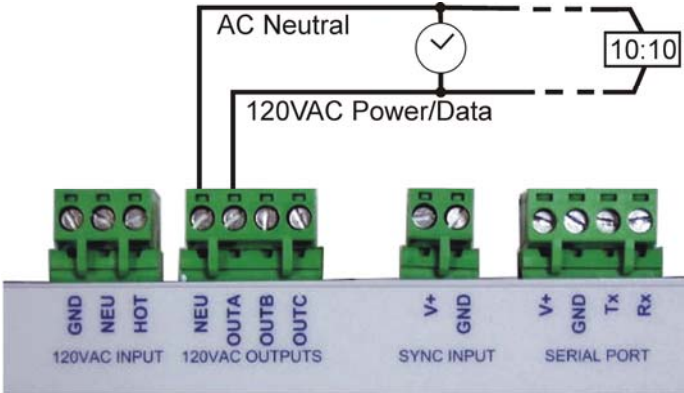 AC Neutral
10:10
120VAC Power/Data
GND NEU HOT NEU OUTA OUTB OUTC V+ GND V+ GND Tx Rx
120VAC INPUT 120VAC OUTPUTS SYNC INPUT SERIAL PORT